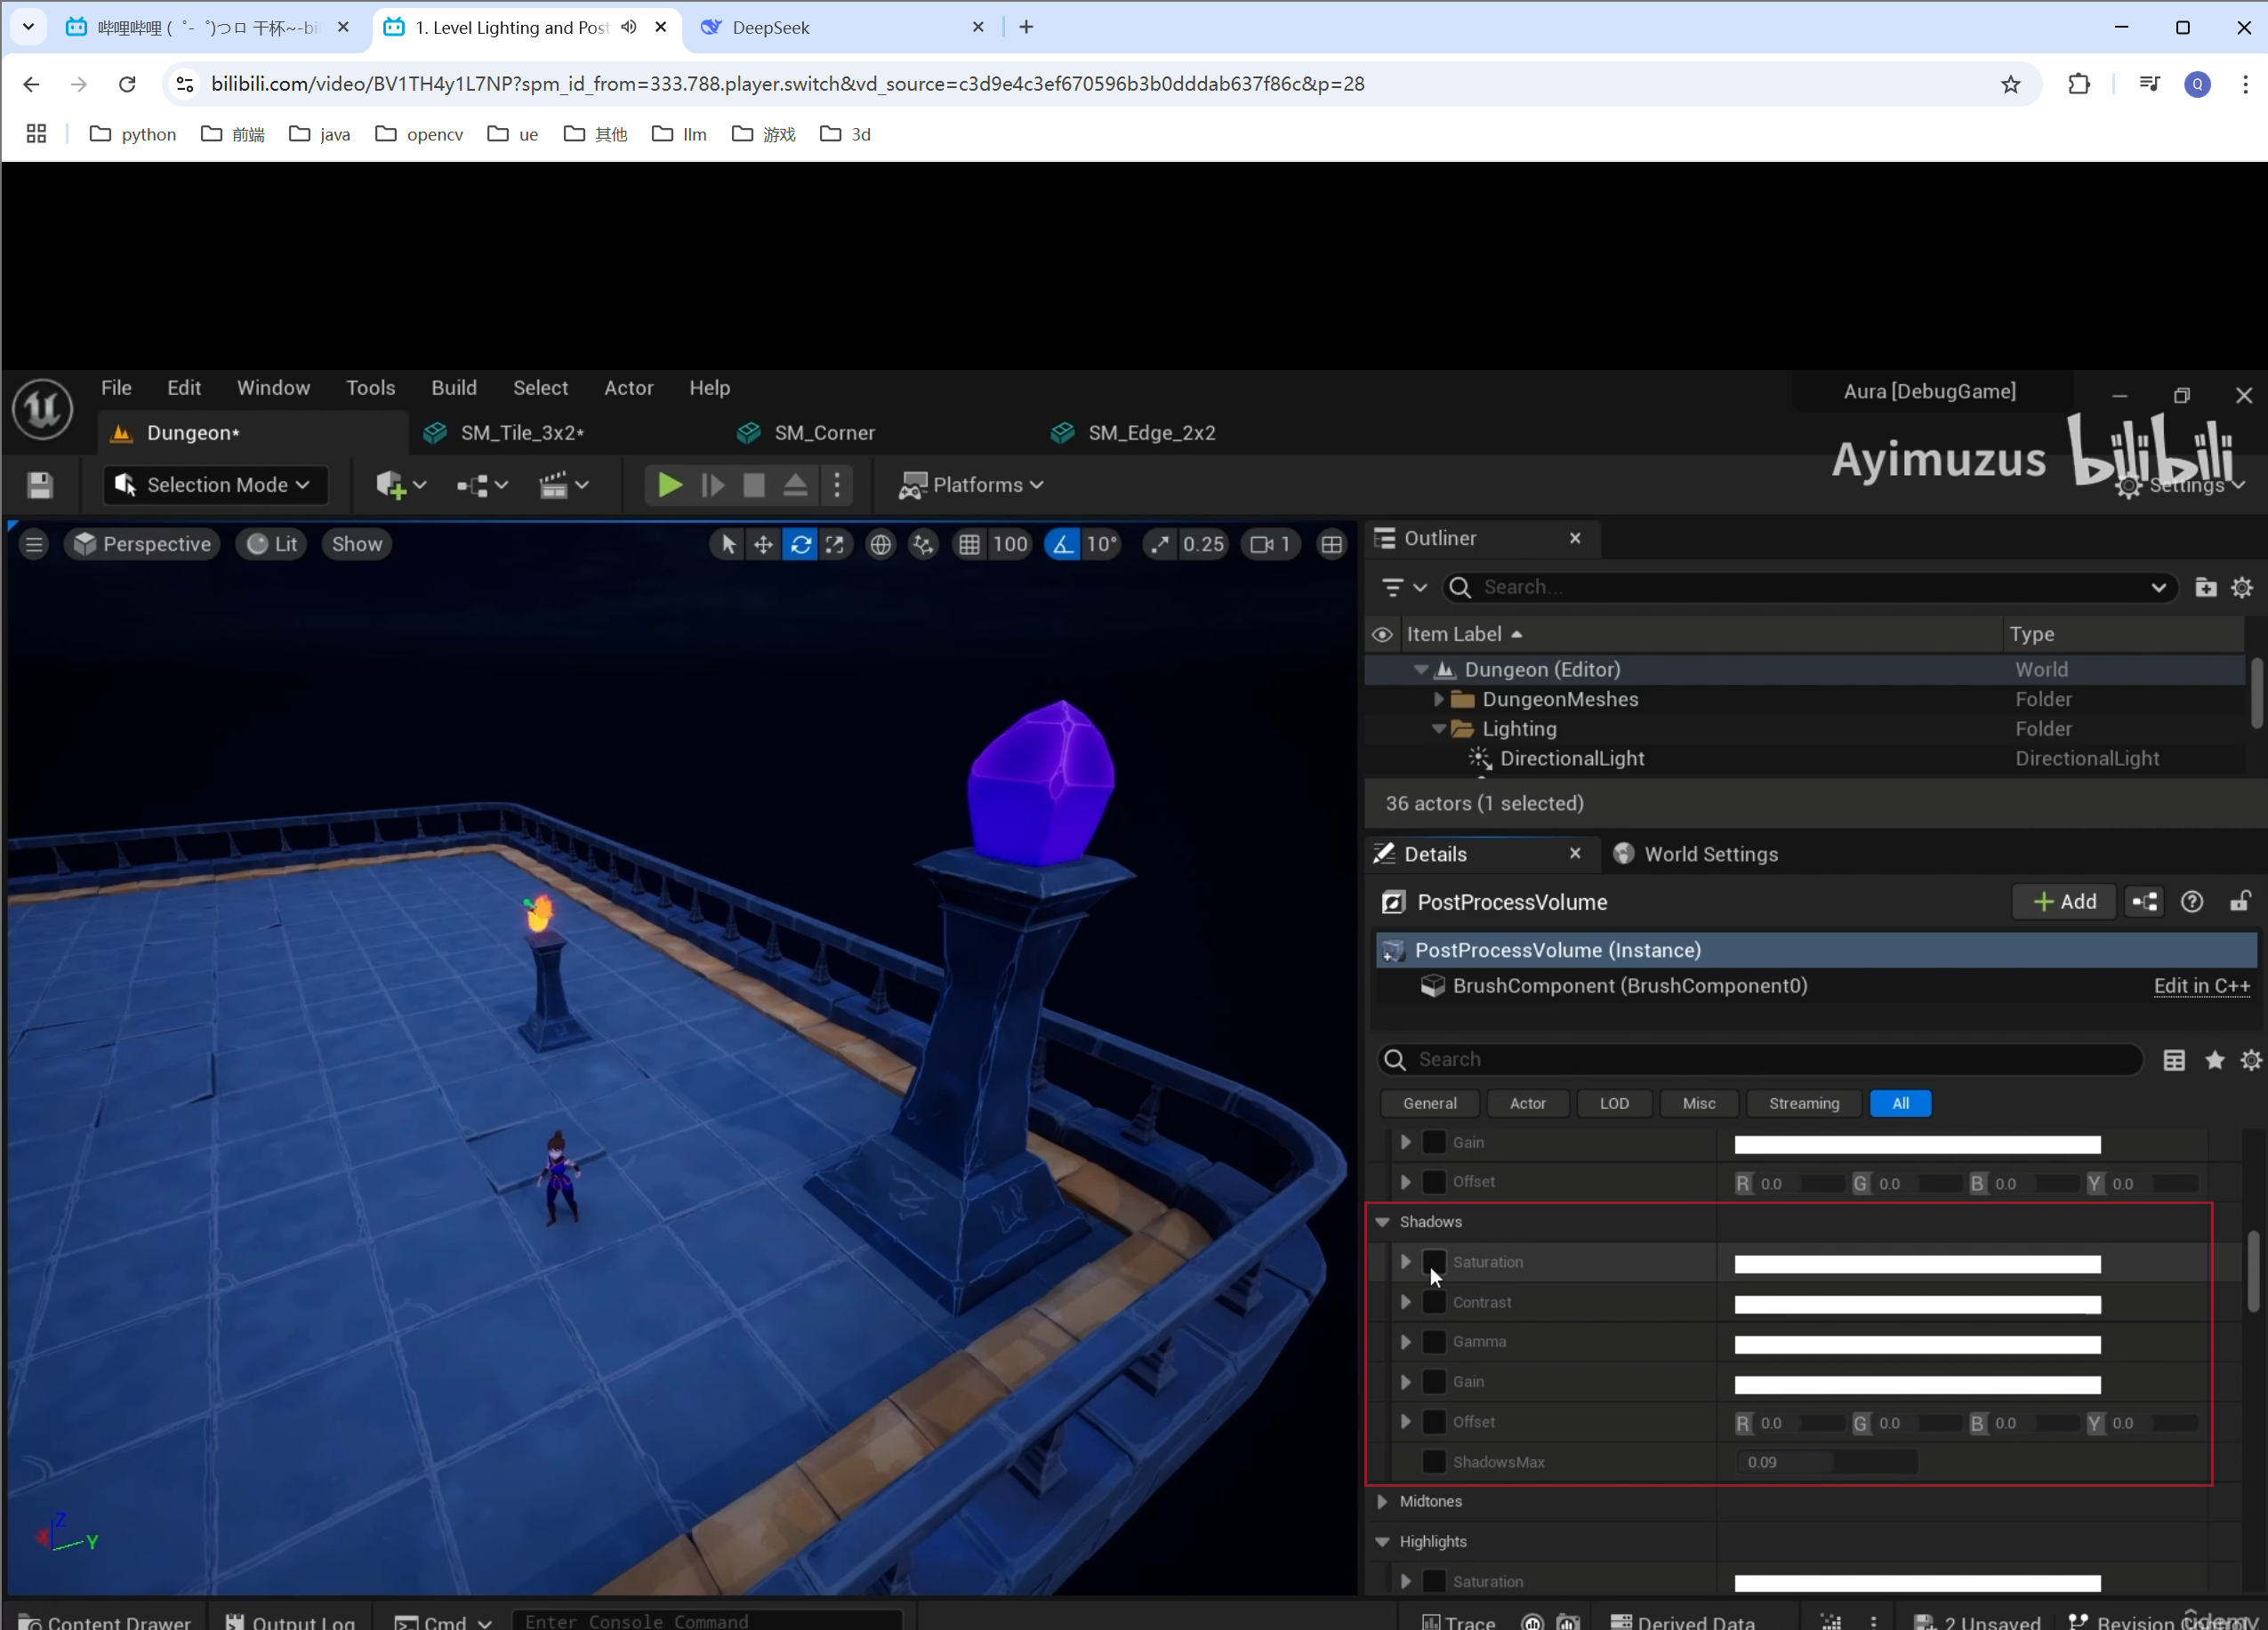 哔哩哔哩 (゜-゜)つロ 干杯~-bi
1. Level Lighting and Post
DeepSeek
bilibili.com/video/BV1TH4y1L7NP?spm_id_from=333.788.player.switch&vd_source=c3d9e4c3ef670596b3b0dddab637f86c&p=28
Q
python 前端 java opencv ue 其他 llm 游戏 3d
File Edit Window Tools Build Select Actor Help
Aura [DebugGame]
Dungeon* SM_Tile_3x2* SM_Corner SM_Edge_2x2
Ayimuzus bilibili
Selection Mode Platforms Settings
Perspective Lit Show 100 10° 0.25 1
Outliner
Search...
Item Label Type
Dungeon (Editor) World
DungeonMeshes Folder
Lighting Folder
DirectionalLight DirectionalLight
36 actors (1 selected)
Details World Settings
PostProcessVolume Add
PostProcessVolume (Instance)
BrushComponent (BrushComponent0) Edit in C++
Search
General Actor LOD Misc Streaming All
Gain
Offset R 0.0 G 0.0 B 0.0 Y 0.0
Shadows
Saturation
Contrast
Gamma
Gain
Offset R 0.0 G 0.0 B 0.0 Y 0.0
ShadowsMax 0.09
Midtones
Highlights
Saturation
Z
X Y
Content Drawer Output Log Cmd Enter Console Command Trace Derived Data 2 Unsaved Revision Control
ûdemy